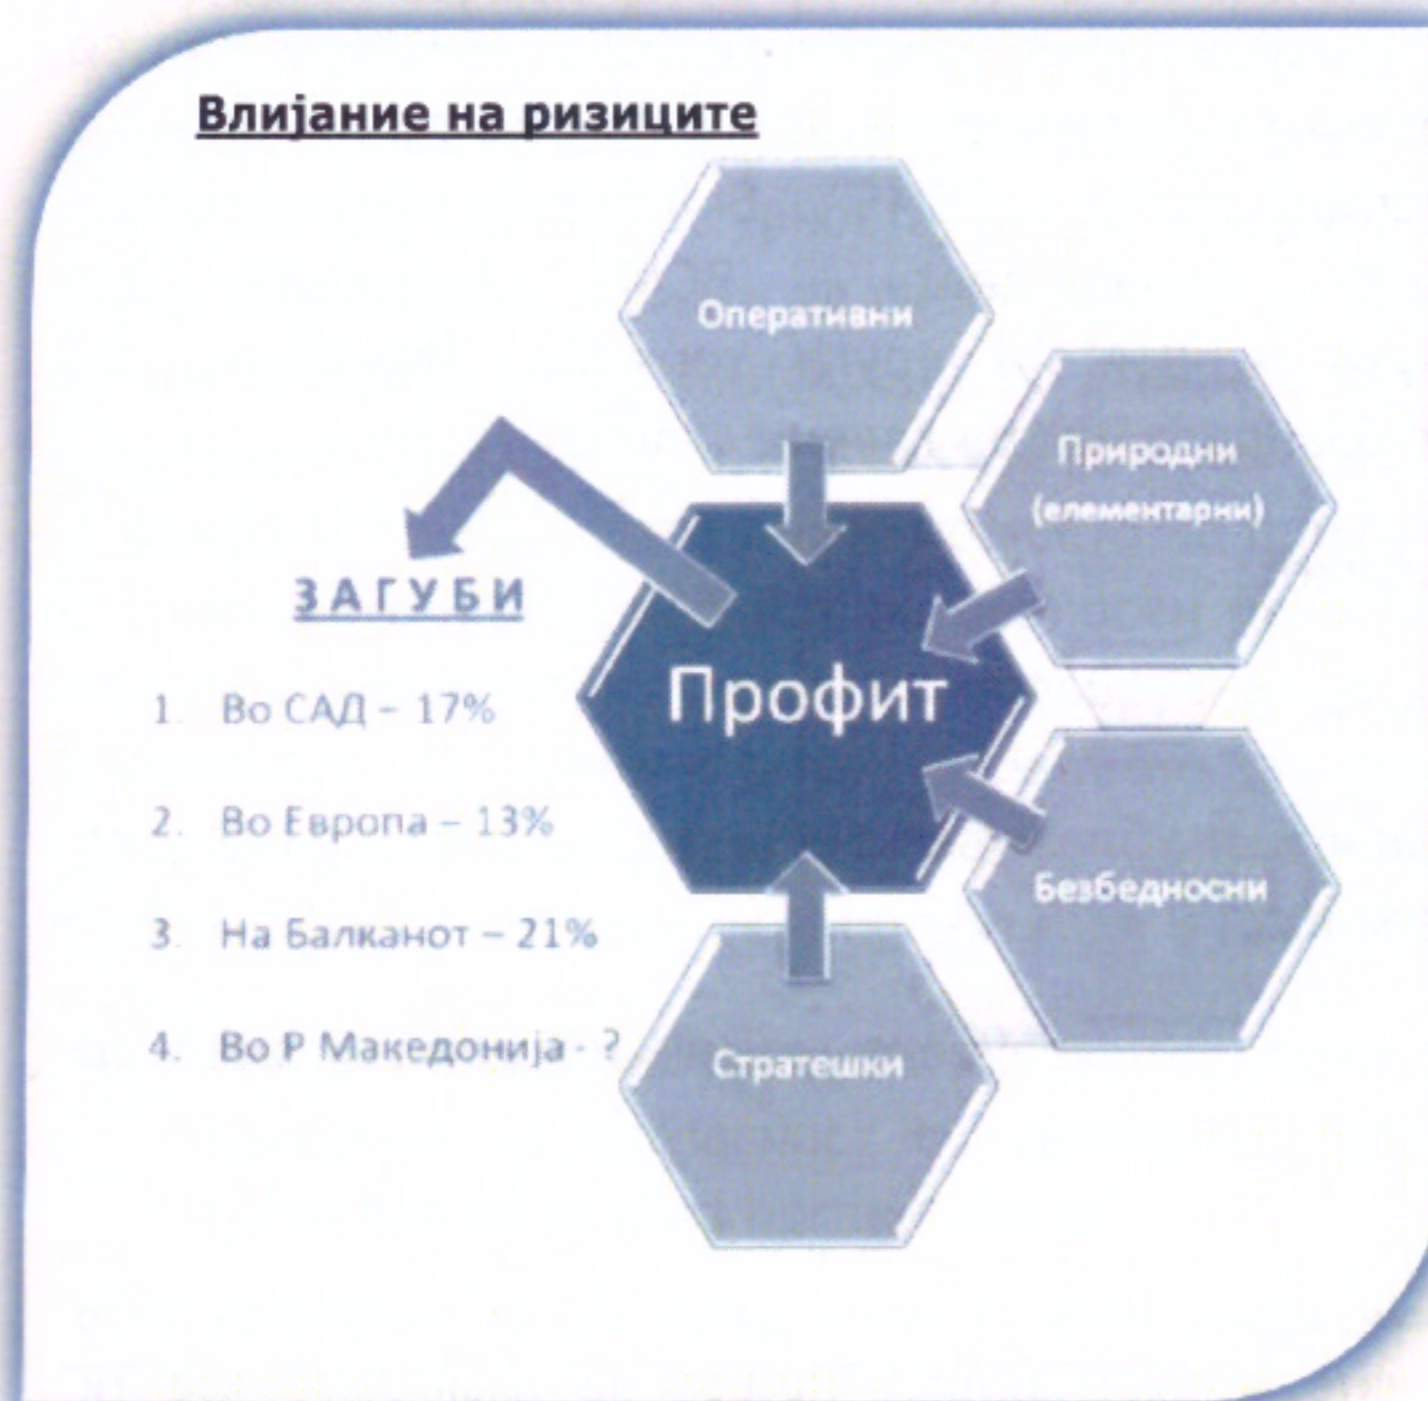 Влијание на ризиците
Оперативни
Природни
(елементарни)
ЗАГУБИ
Профит
1. Во САД – 17%
2. Во Европа – 13%
3. На Балканот – 21%
4. Во Р Македонија - ?
Безбедносни
Стратешки